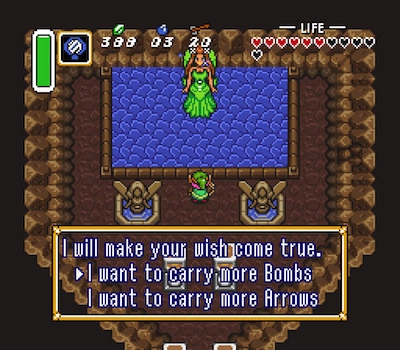 LIFE
399 03 20
I will make your wish come true.
I want to carry more Bombs
I want to carry more Arrows